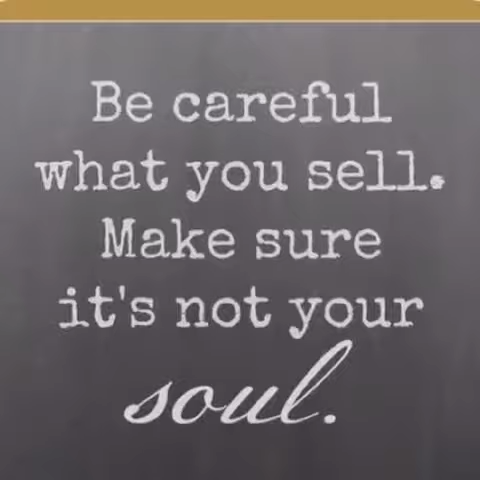 Be careful
what you sell.
Make sure
it's not your
soul.